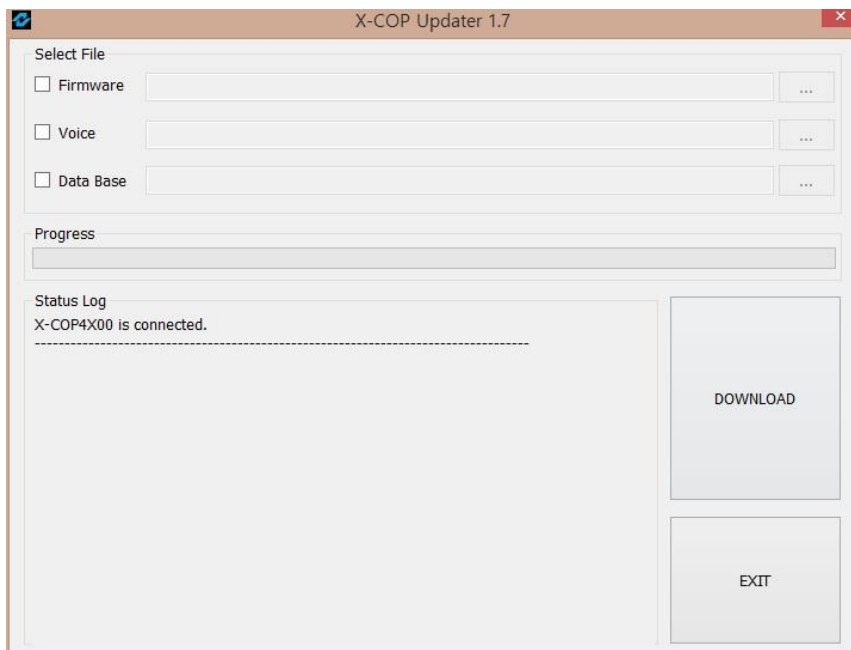 X-COP Updater 1.7
Select File
Firmware
...
Voice
...
Data Base
...
Progress
Status Log
X-COP4X00 is connected.
--------------------------------------------------------------------------------
DOWNLOAD
EXIT